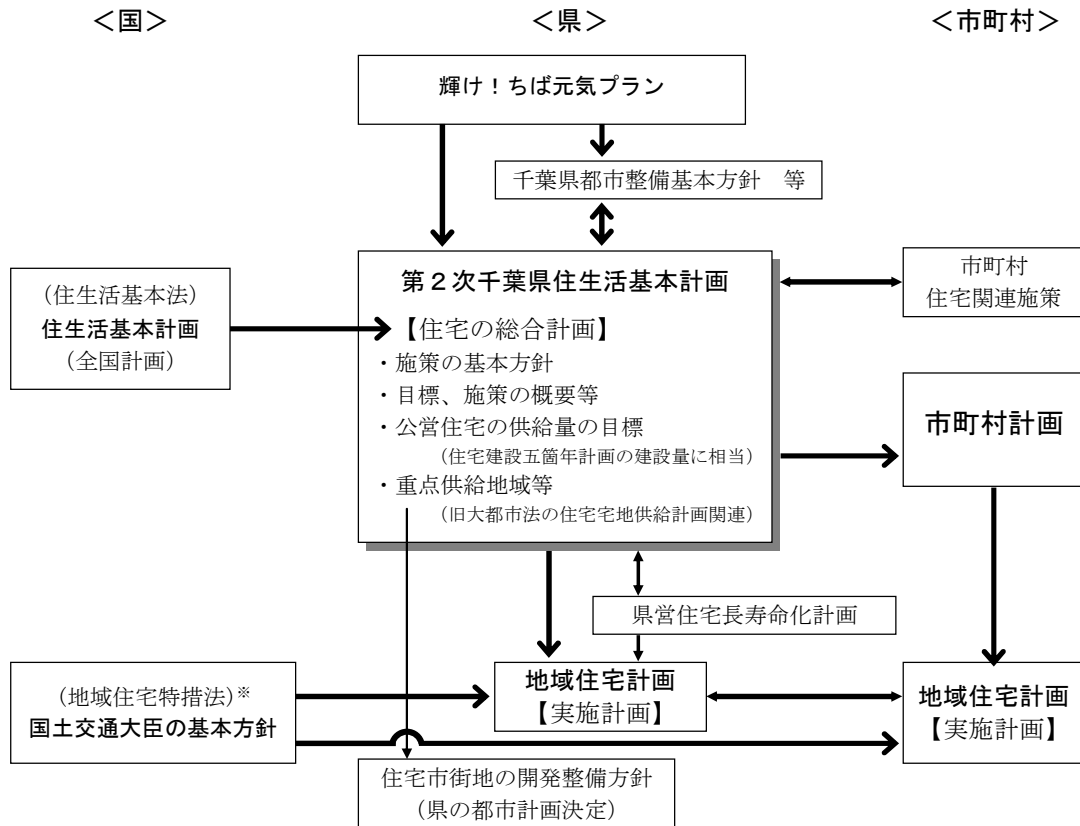 ＜国＞
＜県＞
＜市町村＞
輝け！ちば元気プラン
千葉県都市整備基本方針　等
第２次千葉県住生活基本計画
【住宅の総合計画】
・施策の基本方針
・目標、施策の概要等
・公営住宅の供給量の目標
（住宅建設五箇年計画の建設量に相当）
・重点供給地域等
（旧大都市法の住宅宅地供給計画関連）
（住生活基本法）
住生活基本計画
（全国計画）
市町村
住宅関連施策
市町村計画
県営住宅長寿命化計画
（地域住宅特措法）※
国土交通大臣の基本方針
地域住宅計画
【実施計画】
地域住宅計画
【実施計画】
住宅市街地の開発整備方針
（県の都市計画決定）